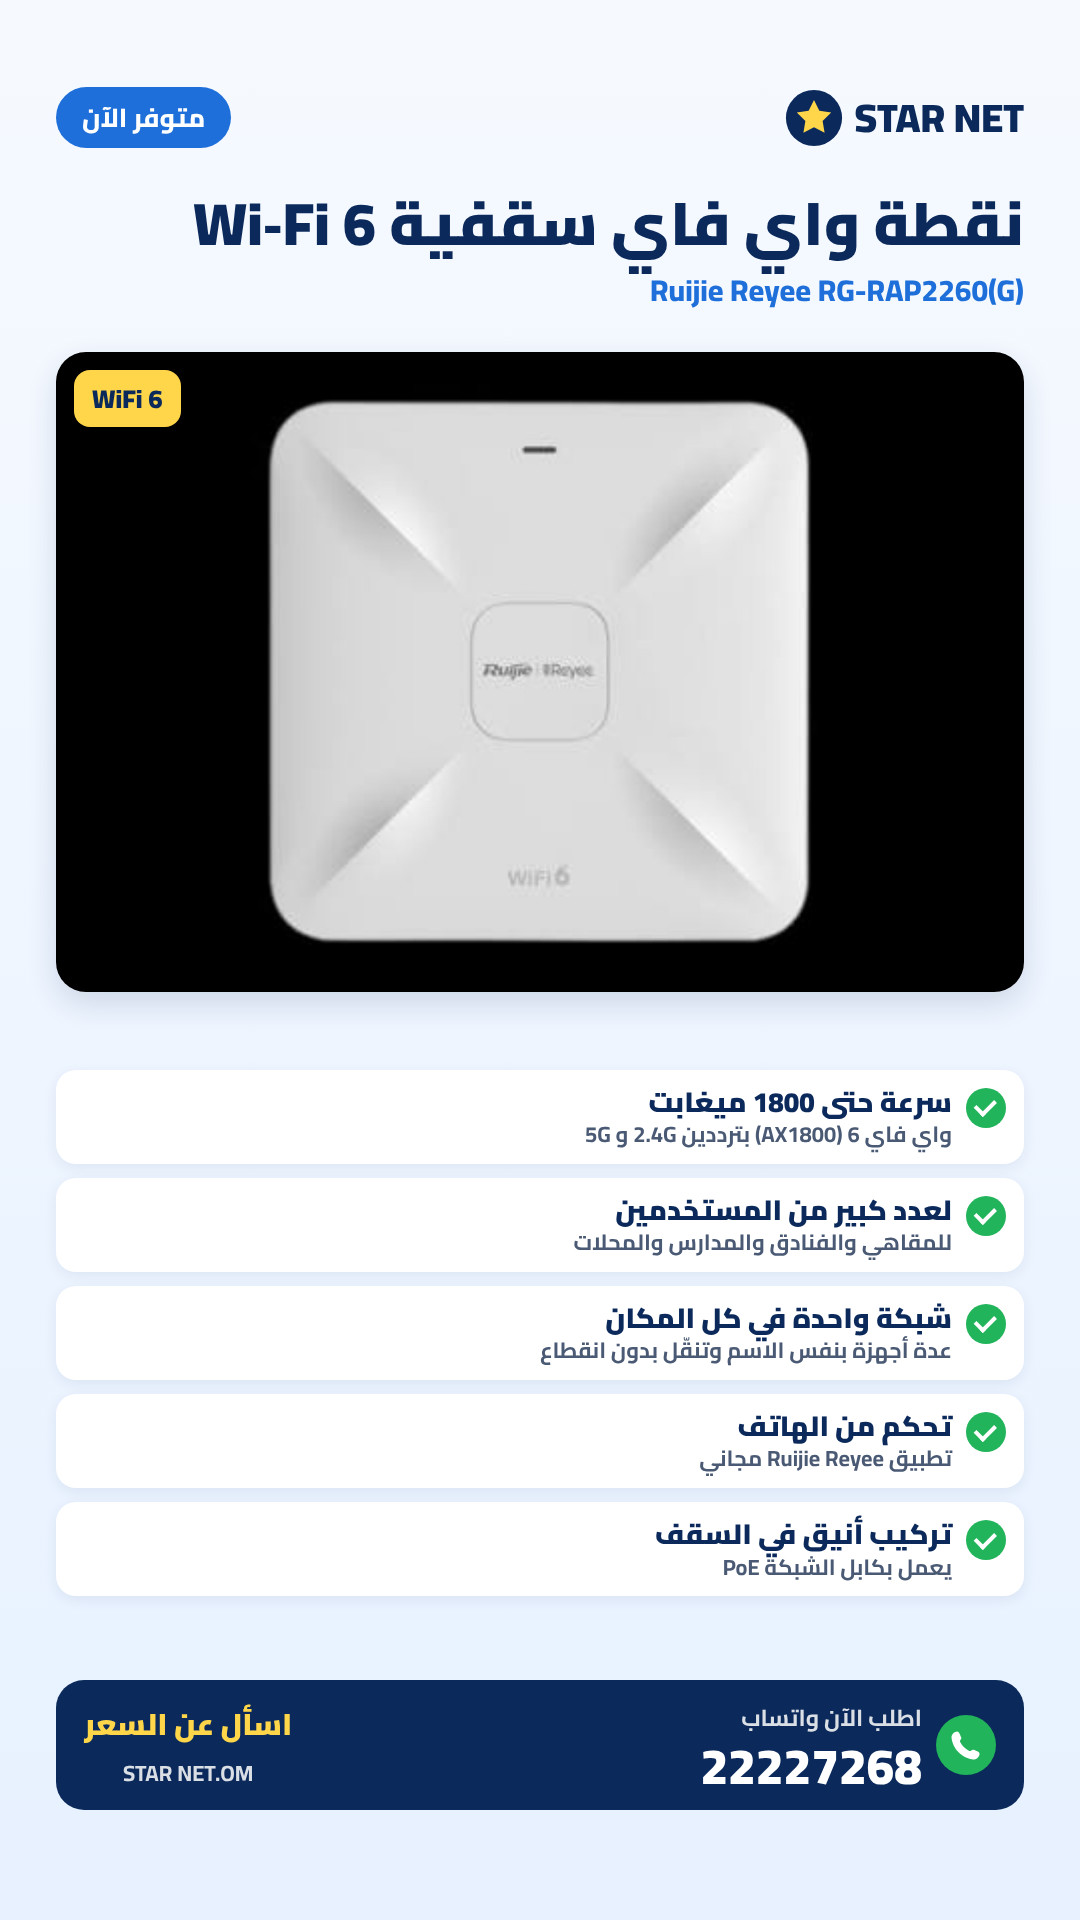 STAR NET
متوفر الآن
نقطة واي فاي سقفية Wi-Fi 6
Ruijie Reyee RG-RAP2260(G)
WiFi 6
Ruijie | Reyee
WiFi 6
سرعة حتى 1800 ميغابت
واي فاي 6 (AX1800) بترددين 2.4G و 5G
لعدد كبير من المستخدمين
للمقاهي والفنادق والمدارس والمحلات
شبكة واحدة في كل المكان
عدة أجهزة بنفس الاسم وتنقّل بدون انقطاع
تحكم من الهاتف
تطبيق Ruijie Reyee مجاني
تركيب أنيق في السقف
يعمل بكابل الشبكة PoE
اطلب الآن واتساب
22227268
اسأل عن السعر
STAR NET.OM